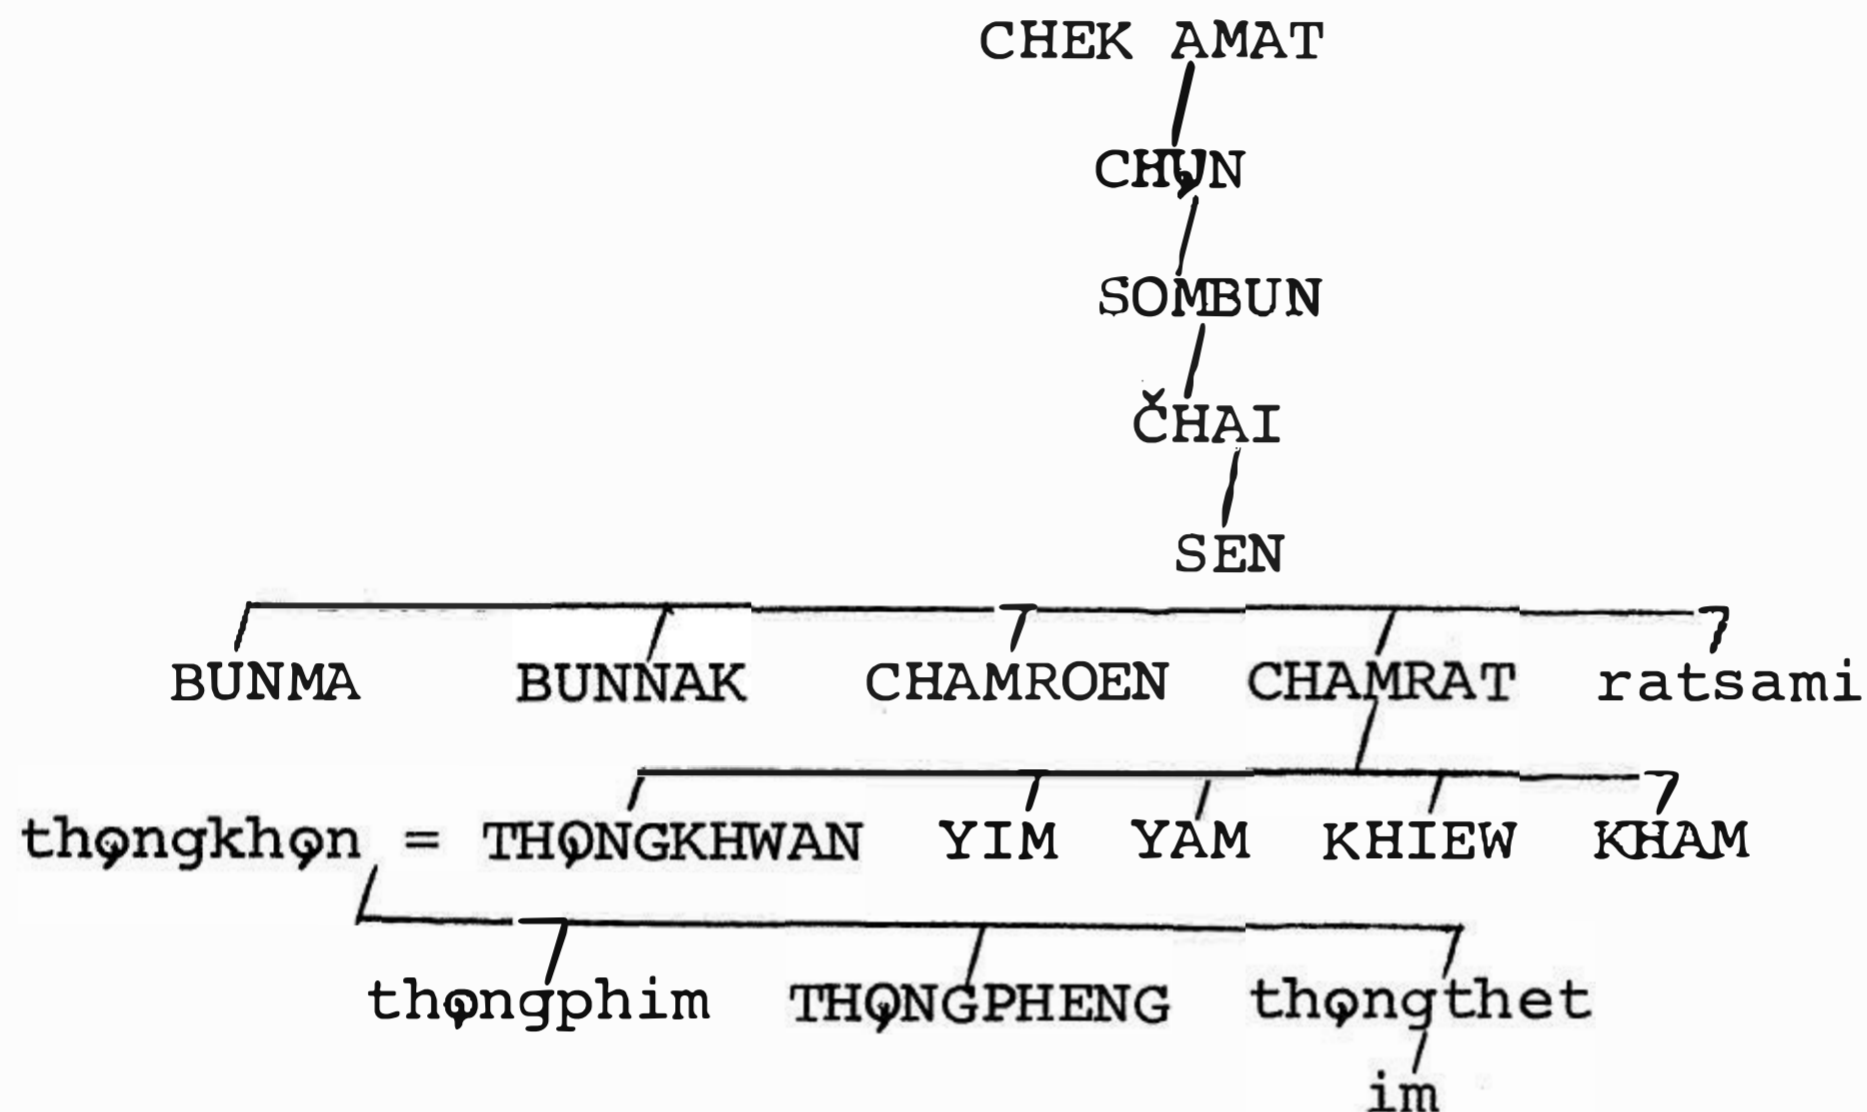 CHEK AMAT
CHŲN
SOMBUN
ČHAI
SEN
BUNMA BUNNAK CHAMROEN CHAMRAT ratsami
thǫngkhǫn = THǪNGKHWAN YIM YAM KHIEW KHAM
thǫngphim THǪNGPHENG thǫngthet
im